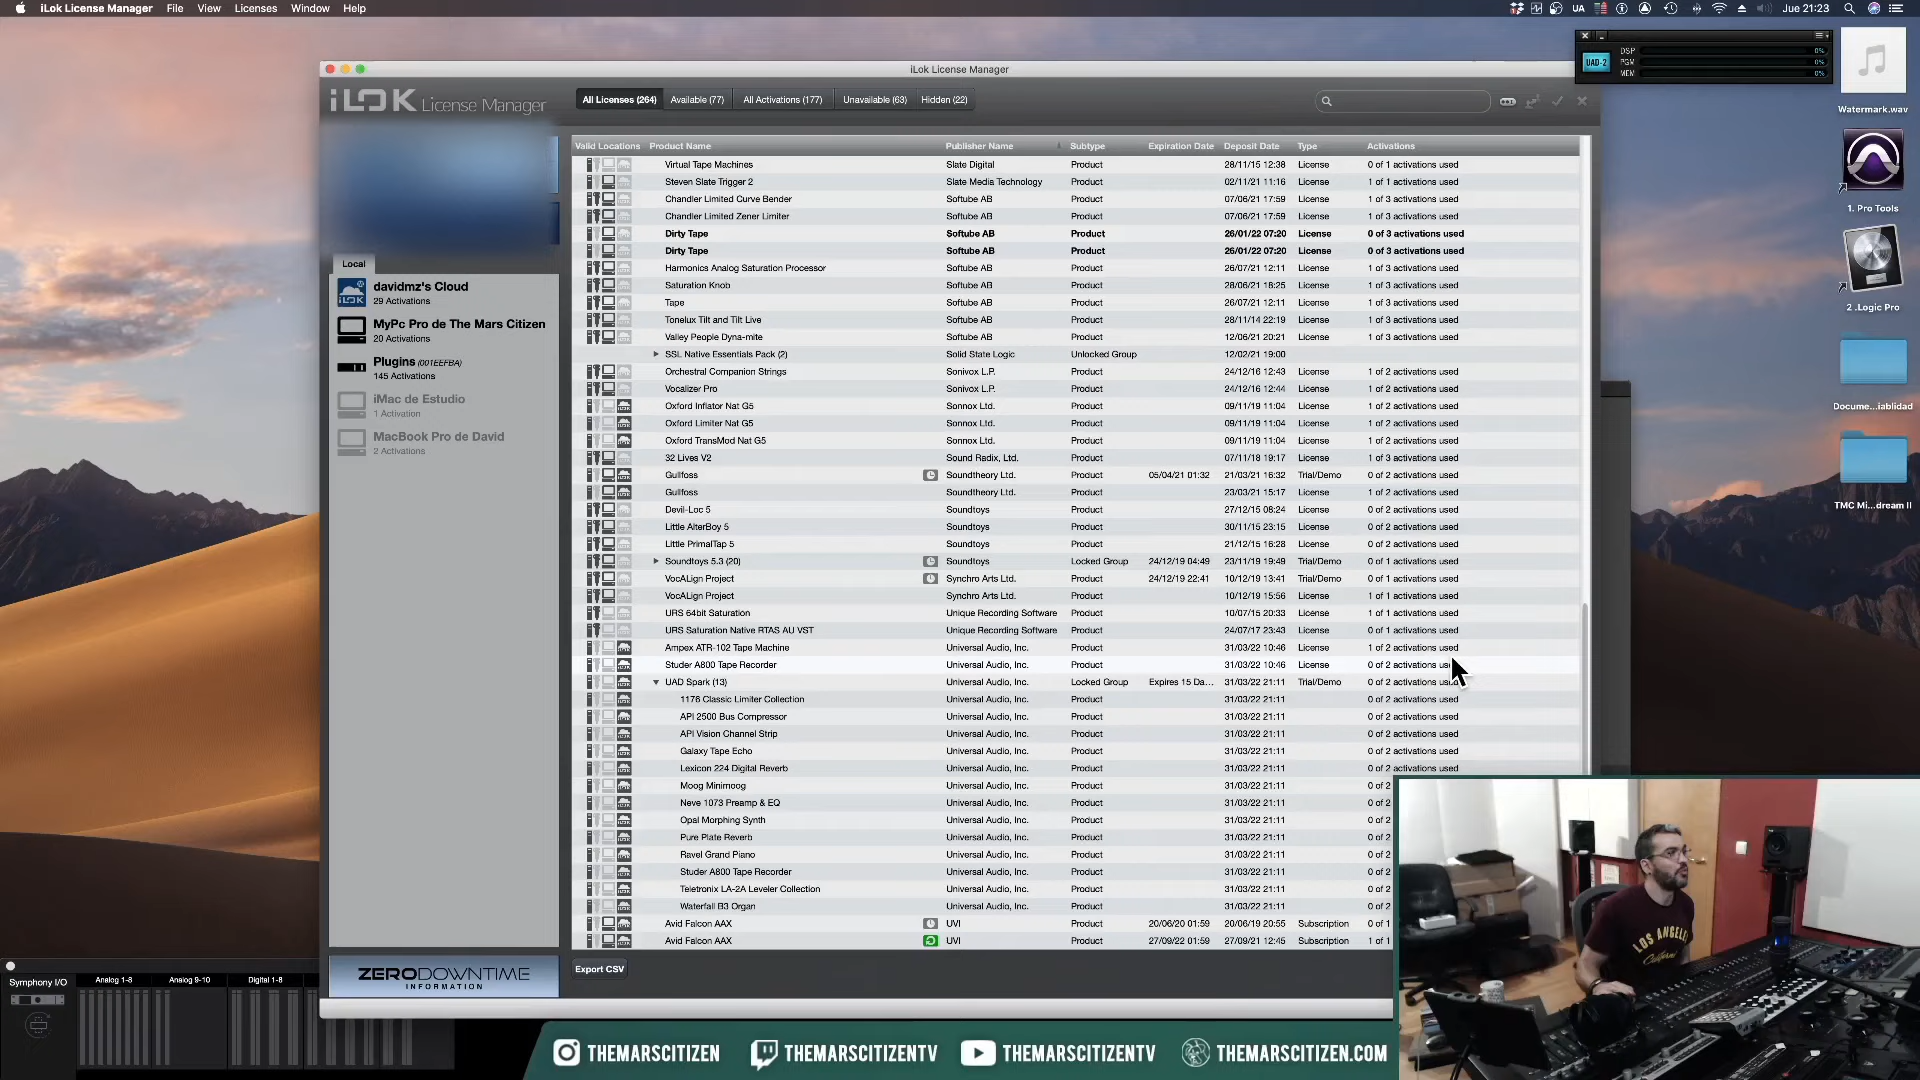 iLok License Manager File View Licenses Window Help
UA Jue 21:23
iLok License Manager
iLOK License Manager
All Licenses (264) Available (77) All Activations (177) Unavailable (63) Hidden (22)
Valid Locations Product Name Publisher Name Subtype Expiration Date Deposit Date Type Activations
Virtual Tape Machines Slate Digital Product 28/11/15 12:38 License 0 of 1 activations used
Steven Slate Trigger 2 Slate Media Technology Product 02/11/21 11:16 License 1 of 1 activations used
Chandler Limited Curve Bender Softube AB Product 07/06/21 17:59 License 1 of 3 activations used
Chandler Limited Zener Limiter Softube AB Product 07/06/21 17:59 License 1 of 3 activations used
Dirty Tape Softube AB Product 26/01/22 07:20 License 0 of 3 activations used
Dirty Tape Softube AB Product 26/01/22 07:20 License 0 of 3 activations used
Harmonics Analog Saturation Processor Softube AB Product 26/07/21 12:11 License 1 of 3 activations used
Saturation Knob Softube AB Product 28/06/21 18:25 License 1 of 3 activations used
Tape Softube AB Product 26/07/21 12:11 License 1 of 3 activations used
Tonelux Tilt and Tilt Live Softube AB Product 28/11/14 22:19 License 1 of 3 activations used
Valley People Dyna-mite Softube AB Product 12/06/21 20:21 License 1 of 3 activations used
SSL Native Essentials Pack (2) Solid State Logic Unlocked Group 12/02/21 19:00
Orchestral Companion Strings Sonivox L.P. Product 24/12/16 12:43 License 1 of 2 activations used
Vocalizer Pro Sonivox L.P. Product 24/12/16 12:44 License 1 of 2 activations used
Oxford Inflator Nat G5 Sonnox Ltd. Product 09/11/19 11:04 License 1 of 2 activations used
Oxford Limiter Nat G5 Sonnox Ltd. Product 09/11/19 11:04 License 1 of 2 activations used
Oxford TransMod Nat G5 Sonnox Ltd. Product 09/11/19 11:04 License 1 of 2 activations used
32 Lives V2 Sound Radix, Ltd. Product 07/11/18 19:17 License 1 of 3 activations used
Gullfoss Soundtheory Ltd. Product 05/04/21 01:32 21/03/21 16:32 Trial/Demo 0 of 2 activations used
Gullfoss Soundtheory Ltd. Product 23/03/21 15:17 License 1 of 2 activations used
Devil-Loc 5 Soundtoys Product 27/12/15 08:24 License 0 of 2 activations used
Little AlterBoy 5 Soundtoys Product 30/11/15 23:15 License 1 of 2 activations used
Little PrimalTap 5 Soundtoys Product 21/12/15 16:28 License 0 of 2 activations used
Soundtoys 5.3 (20) Soundtoys Locked Group 24/12/19 04:49 23/11/19 19:49 Trial/Demo 0 of 1 activations used
VocALign Project Synchro Arts Ltd. Product 24/12/19 22:41 10/12/19 13:41 Trial/Demo 0 of 1 activations used
VocALign Project Synchro Arts Ltd. Product 10/12/19 15:56 License 1 of 1 activations used
URS 64bit Saturation Unique Recording Software Product 10/07/15 20:33 License 1 of 1 activations used
URS Saturation Native RTAS AU VST Unique Recording Software Product 24/07/17 23:43 License 0 of 1 activations used
Ampex ATR-102 Tape Machine Universal Audio, Inc. Product 31/03/22 10:46 License 1 of 2 activations used
Studer A800 Tape Recorder Universal Audio, Inc. Product 31/03/22 10:46 License 0 of 2 activations used
UAD Spark (13) Universal Audio, Inc. Locked Group Expires 15 Da... 31/03/22 21:11 Trial/Demo 0 of 2 activations used
1176 Classic Limiter Collection Universal Audio, Inc. Product 31/03/22 21:11 0 of 2 activations used
API 2500 Bus Compressor Universal Audio, Inc. Product 31/03/22 21:11 0 of 2 activations used
API Vision Channel Strip Universal Audio, Inc. Product 31/03/22 21:11 0 of 2 activations used
Galaxy Tape Echo Universal Audio, Inc. Product 31/03/22 21:11 0 of 2 activations used
Lexicon 224 Digital Reverb Universal Audio, Inc. Product 31/03/22 21:11 0 of 2 activations used
Moog Minimoog Universal Audio, Inc. Product 31/03/22 21:11 0 of 2
Neve 1073 Preamp & EQ Universal Audio, Inc. Product 31/03/22 21:11 0 of 2
Opal Morphing Synth Universal Audio, Inc. Product 31/03/22 21:11 0 of 2
Pure Plate Reverb Universal Audio, Inc. Product 31/03/22 21:11 0 of 2
Ravel Grand Piano Universal Audio, Inc. Product 31/03/22 21:11 0 of 2
Studer A800 Tape Recorder Universal Audio, Inc. Product 31/03/22 21:11 0 of 2
Teletronix LA-2A Leveler Collection Universal Audio, Inc. Product 31/03/22 21:11 0 of 2
Waterfall B3 Organ Universal Audio, Inc. Product 31/03/22 21:11 0 of 2
Avid Falcon AAX UVI Product 20/06/20 01:59 20/06/19 20:55 Subscription 0 of 1
Avid Falcon AAX UVI Product 27/09/22 01:59 27/09/21 12:45 Subscription 1 of 1
Export CSV
Local
davidmz's Cloud
29 Activations
MyPc Pro de The Mars Citizen
20 Activations
Plugins (001EEFBA)
145 Activations
iMac de Estudio
1 Activation
MacBook Pro de David
2 Activations
ZERODOWNTIME
INFORMATION
UAD-2
DSP 0%
PGM 0%
MEM 0%
Watermark.wav
1. Pro Tools
2 .Logic Pro
Docume...iablidad
TMC Mi...dream II
Symphony I/O Analog 1-8 Analog 9-10 Digital 1-8
LOS ANGELES
California
THEMARSCITIZEN THEMARSCITIZENTV THEMARSCITIZENTV THEMARSCITIZEN.COM